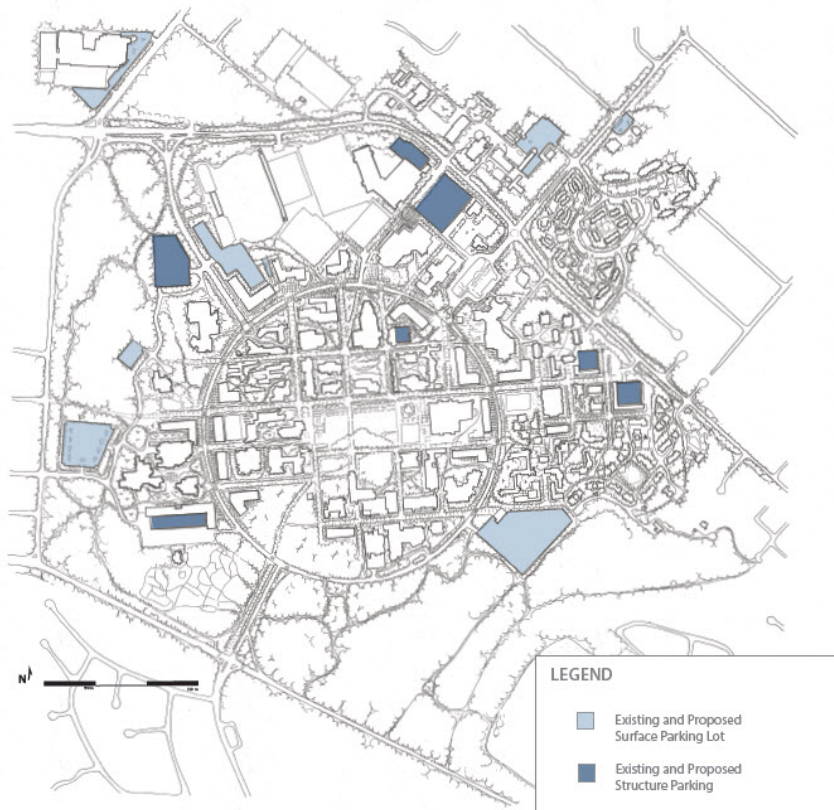 N
LEGEND
Existing and Proposed
Surface Parking Lot
Existing and Proposed
Structure Parking